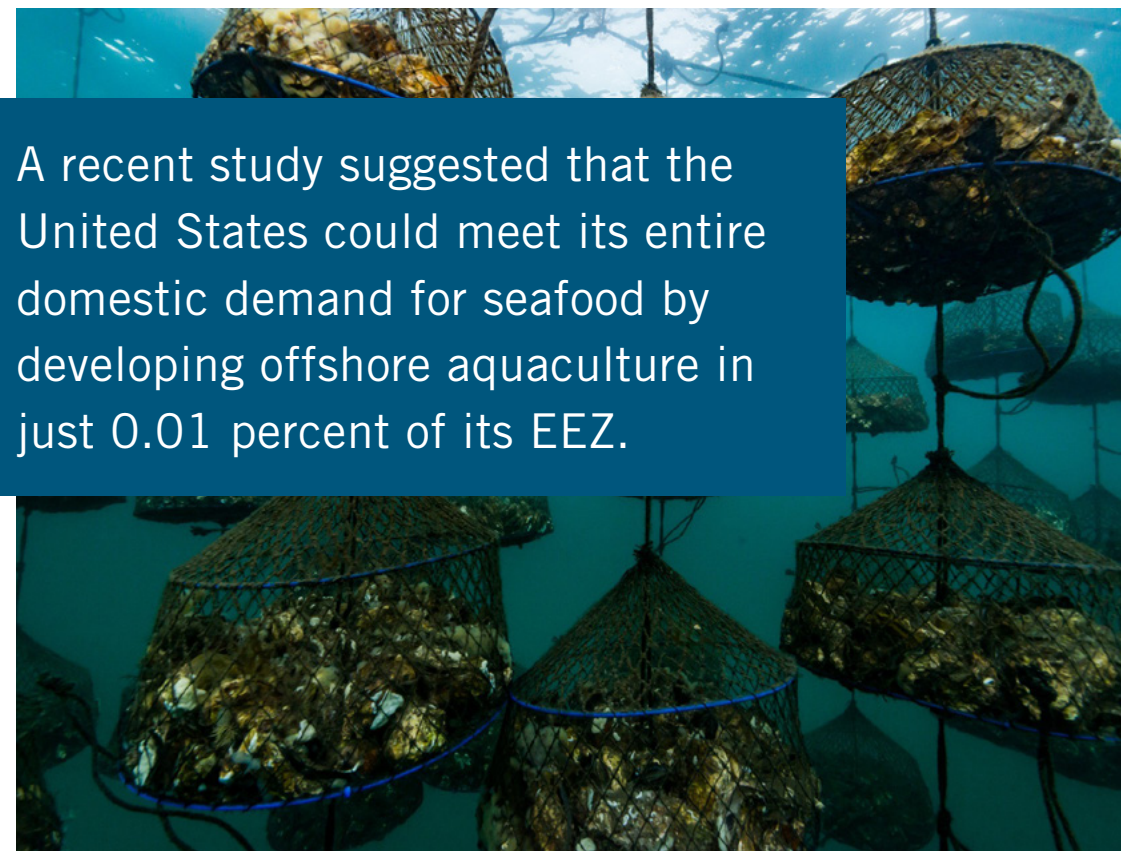 A recent study suggested that the
United States could meet its entire
domestic demand for seafood by
developing offshore aquaculture in
just 0.01 percent of its EEZ.